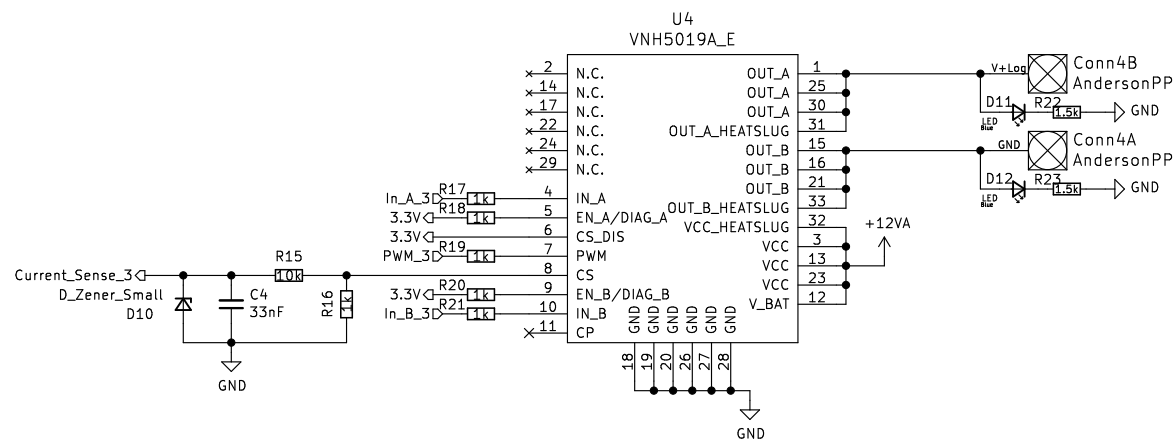 U4
VNH5019A_E
2 N.C.
14 N.C.
17 N.C.
22 N.C.
24 N.C.
29 N.C.
In_A_3 R17 1k 4 IN_A
3.3V R18 1k 5 EN_A/DIAG_A
3.3V 6 CS_DIS
PWM_3 R19 1k 7 PWM
Current_Sense_3 R15 10k 8 CS
3.3V R20 1k 9 EN_B/DIAG_B
In_B_3 R21 1k 10 IN_B
11 CP
D_Zener_Small
D10
C4
33nF
R16 1k
GND
OUT_A 1
OUT_A 25
OUT_A 30
OUT_A_HEATSLUG 31
OUT_B 15
OUT_B 16
OUT_B 21
OUT_B_HEATSLUG 33
VCC_HEATSLUG 32
VCC 3
VCC 13
VCC 23
V_BAT 12
+12VA
GND GND GND GND GND GND
18 19 20 26 27 28
GND
V+Log Conn4B
AndersonPP
D11 R22 1.5k GND
LED
Blue
GND Conn4A
AndersonPP
D12 R23 1.5k GND
LED
Blue